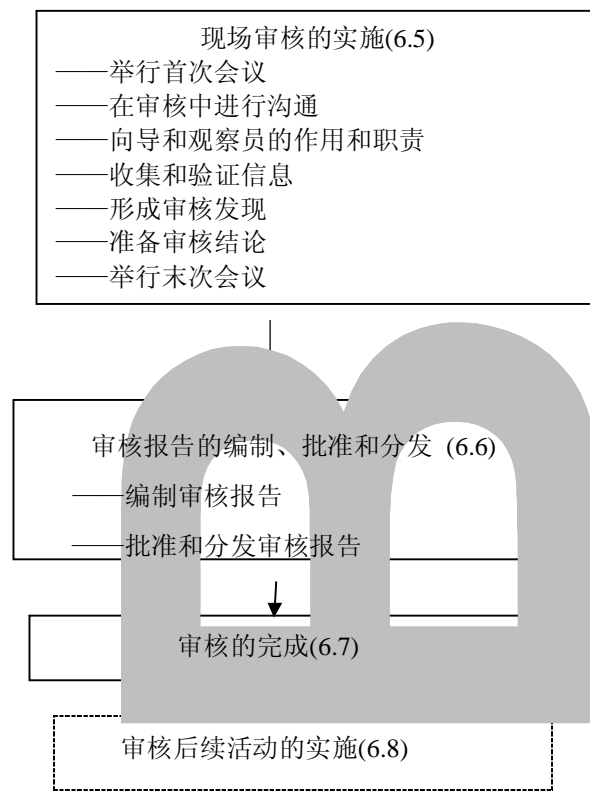 现场审核的实施(6.5)
——举行首次会议
——在审核中进行沟通
——向导和观察员的作用和职责
——收集和验证信息
——形成审核发现
——准备审核结论
——举行末次会议
审核报告的编制、批准和分发 (6.6)
——编制审核报告
——批准和分发审核报告
审核的完成(6.7)
审核后续活动的实施(6.8)